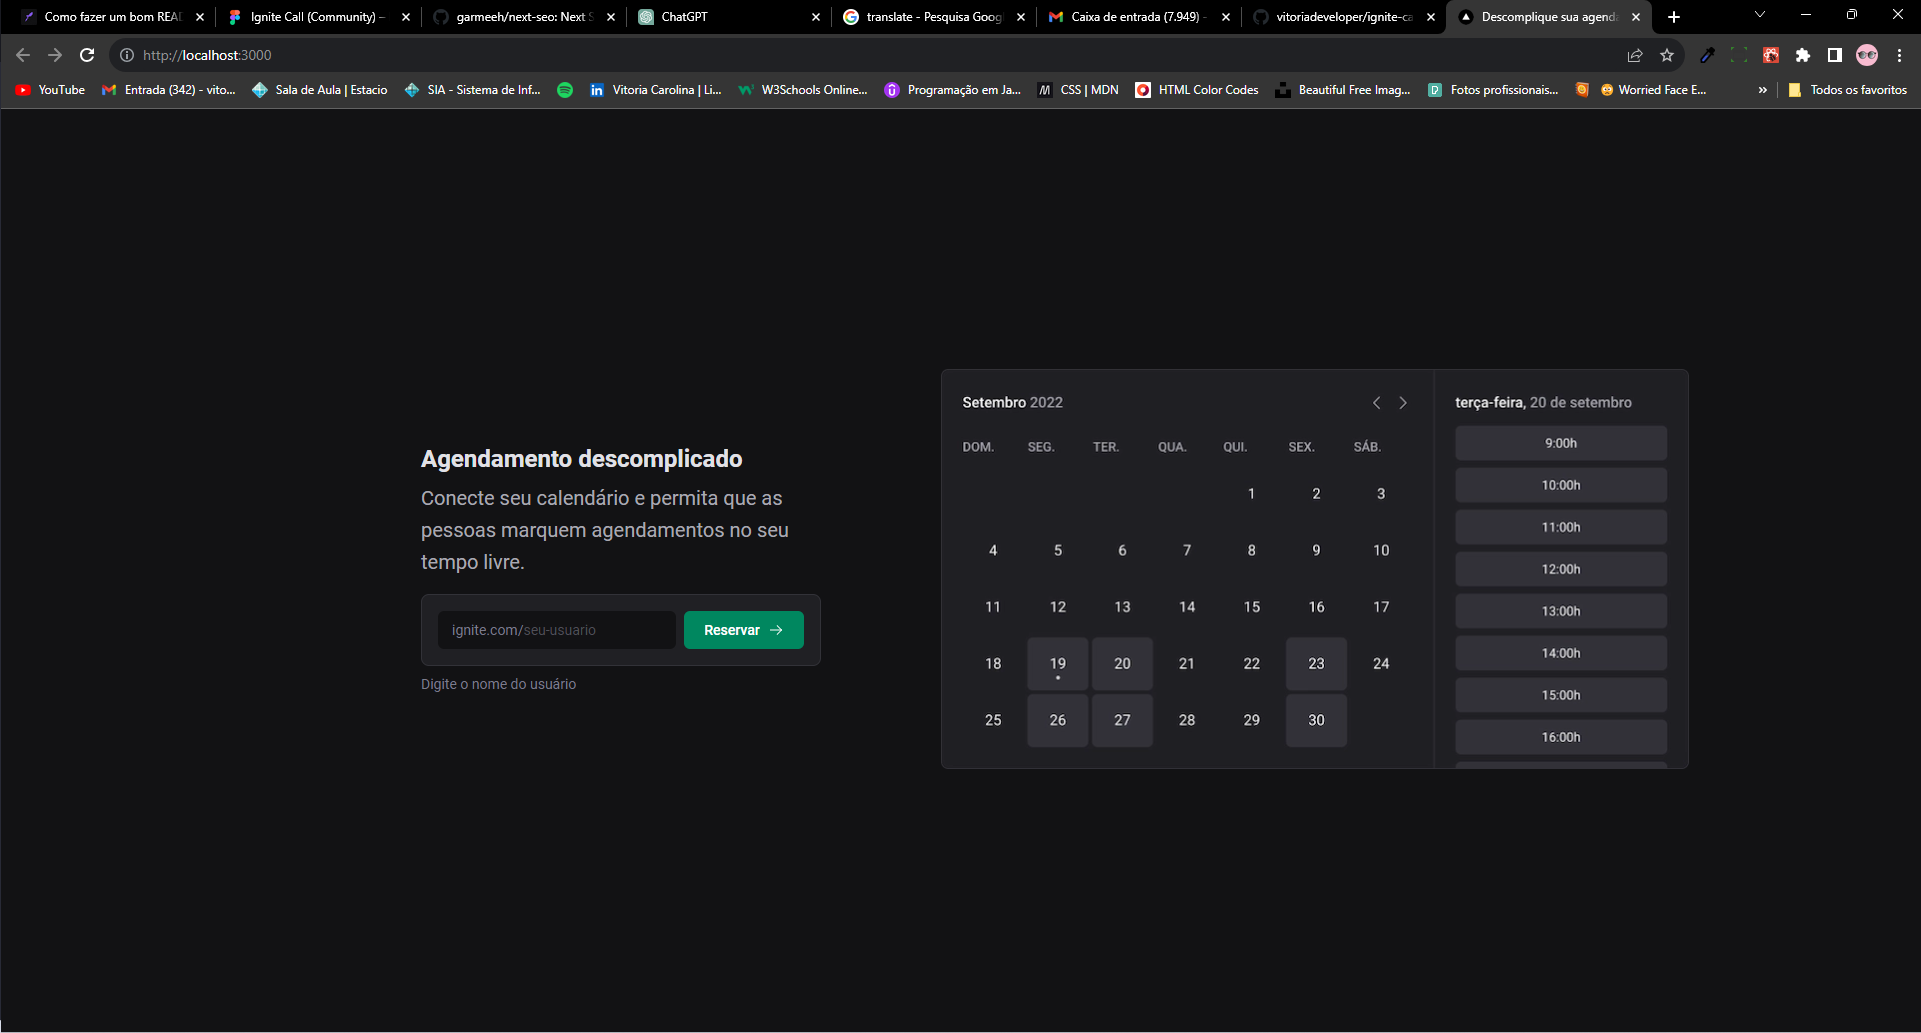 Como fazer um bom READ
Ignite Call (Community) –
garmeeh/next-seo: Next S
ChatGPT
translate - Pesquisa Goog
Caixa de entrada (7.949) -
vitoriadeveloper/ignite-ca
Descomplique sua agenda
http://localhost:3000
YouTube
Entrada (342) - vito...
Sala de Aula | Estacio
SIA - Sistema de Inf...
Vitoria Carolina | Li...
W3Schools Online...
Programação em Ja...
CSS | MDN
HTML Color Codes
Beautiful Free Imag...
Fotos profissionais...
Worried Face E...
»
Todos os favoritos
Agendamento descomplicado
Conecte seu calendário e permita que as
pessoas marquem agendamentos no seu
tempo livre.
ignite.com/seu-usuario
Reservar →
Digite o nome do usuário
Setembro 2022
DOM. SEG. TER. QUA. QUI. SEX. SÁB.
1 2 3
4 5 6 7 8 9 10
11 12 13 14 15 16 17
18 19 20 21 22 23 24
25 26 27 28 29 30
terça-feira, 20 de setembro
9:00h
10:00h
11:00h
12:00h
13:00h
14:00h
15:00h
16:00h